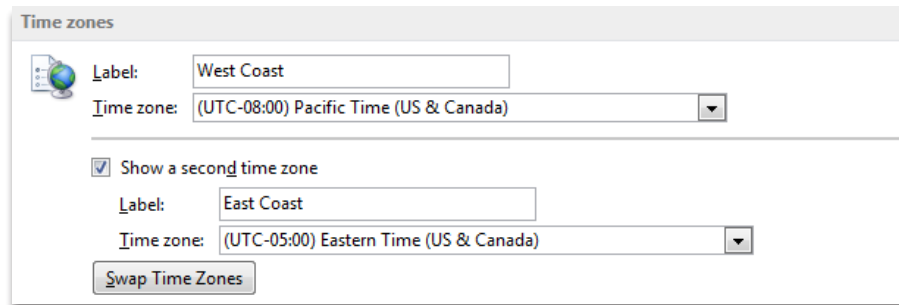 Time zones
Label: West Coast
Time zone: (UTC-08:00) Pacific Time (US & Canada)
Show a second time zone
Label: East Coast
Time zone: (UTC-05:00) Eastern Time (US & Canada)
Swap Time Zones